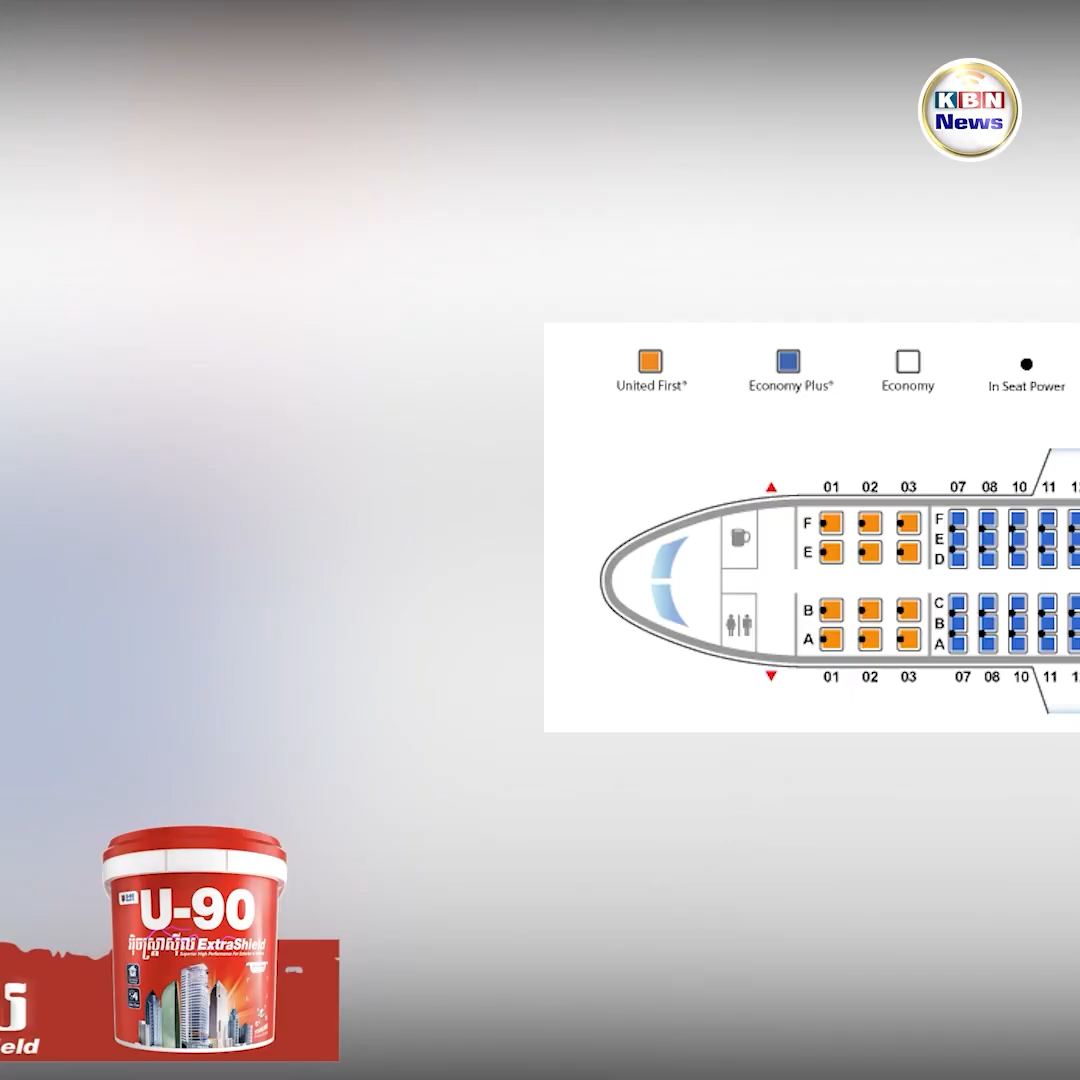 KBN
News
United First®
Economy Plus®
Economy
In Seat Power
01 02 03 07 08 10 11
F
E
F
E
D
B
A
C
B
A
01 02 03 07 08 10 11
U-90
ExtraShield
eld